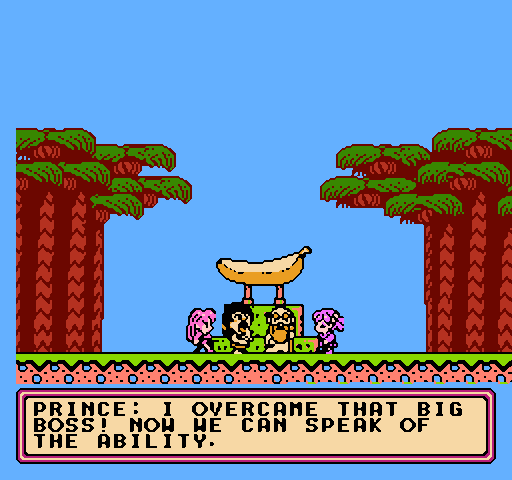 PRINCE: I OVERCAME THAT BIG
BOSS! NOW WE CAN SPEAK OF
THE ABILITY.